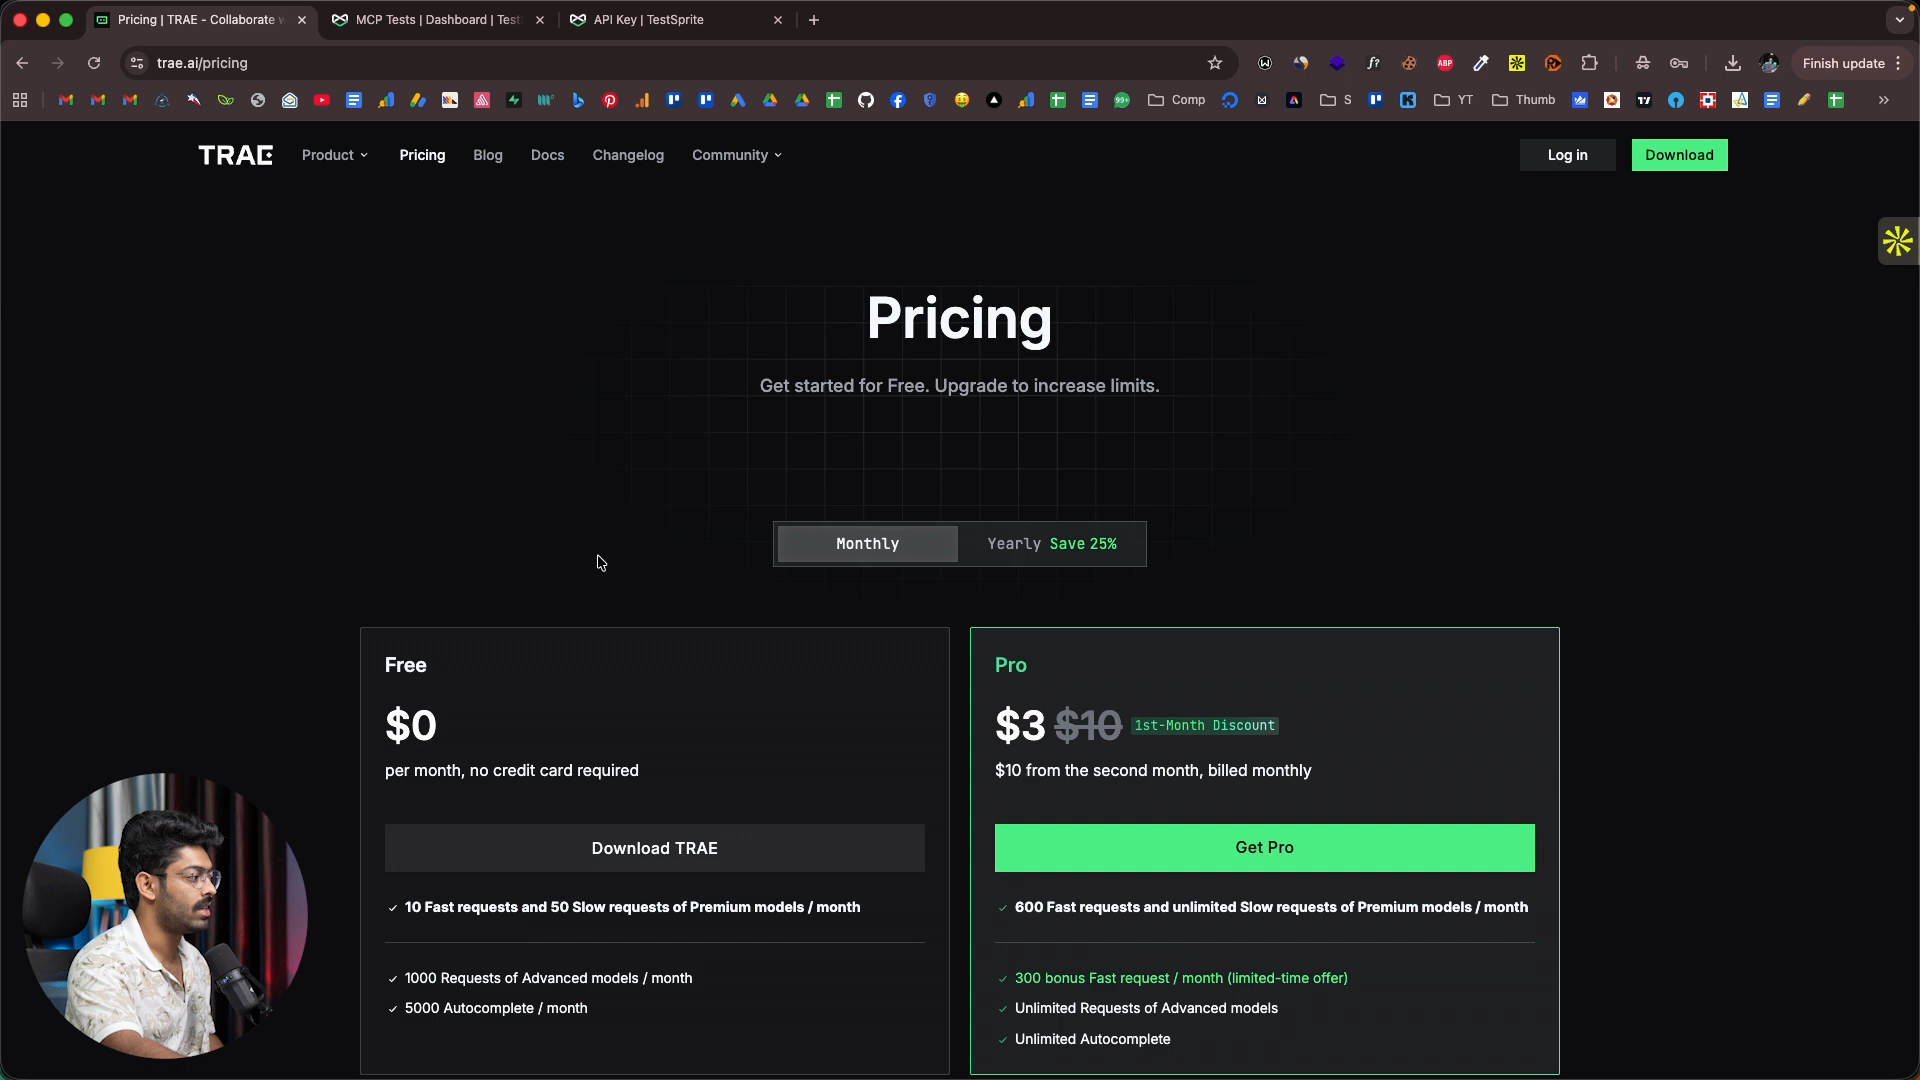 Pricing | TRAE - Collaborate w
MCP Tests | Dashboard | Test
API Key | TestSprite
trae.ai/pricing
ABP
Finish update
99+
Comp
S
YT
Thumb
TRAE
Product
Pricing
Blog
Docs
Changelog
Community
Log in
Download
Pricing
Get started for Free. Upgrade to increase limits.
Monthly
Yearly Save 25%
Free
$0
per month, no credit card required
Download TRAE
10 Fast requests and 50 Slow requests of Premium models / month
1000 Requests of Advanced models / month
5000 Autocomplete / month
Pro
$3 $10 1st-Month Discount
$10 from the second month, billed monthly
Get Pro
600 Fast requests and unlimited Slow requests of Premium models / month
300 bonus Fast request / month (limited-time offer)
Unlimited Requests of Advanced models
Unlimited Autocomplete